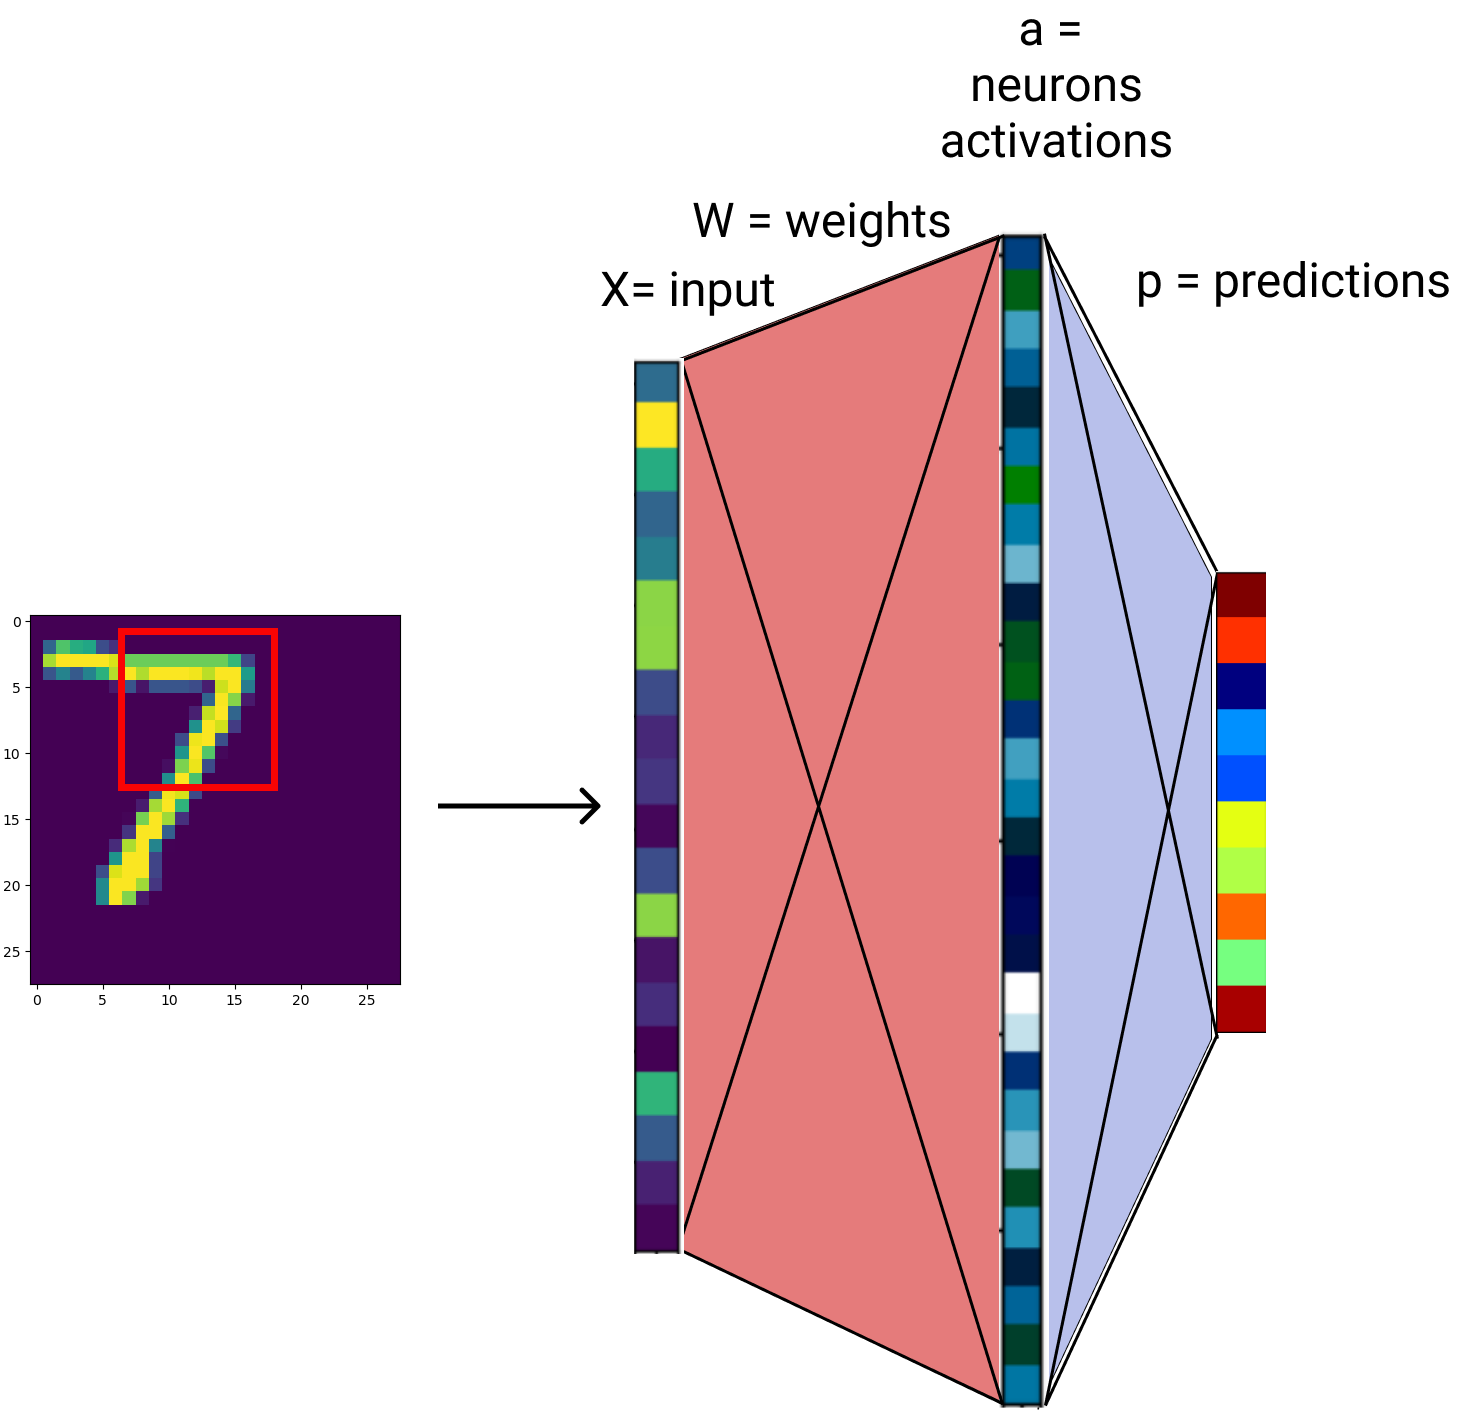 a =
neurons
activations
W = weights
X= input
p = predictions
0
5
10
15
20
25
0
5
10
15
20
25